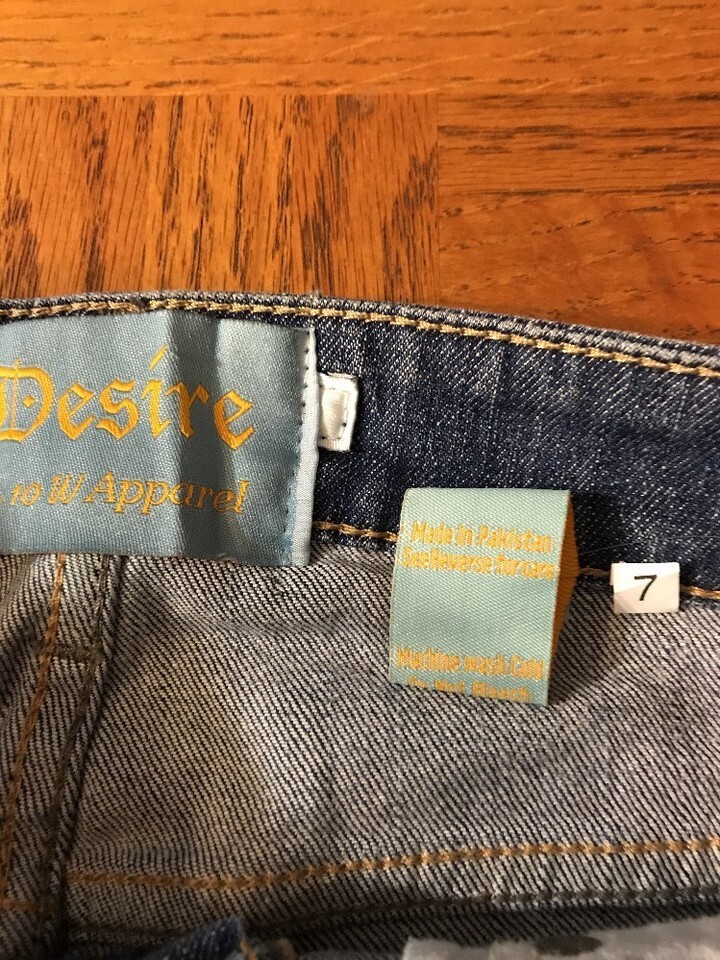 Desire
10 W Apparel
Made in Pakistan
See Reverse for care
Machine wash Cold
Do Not Bleach
7